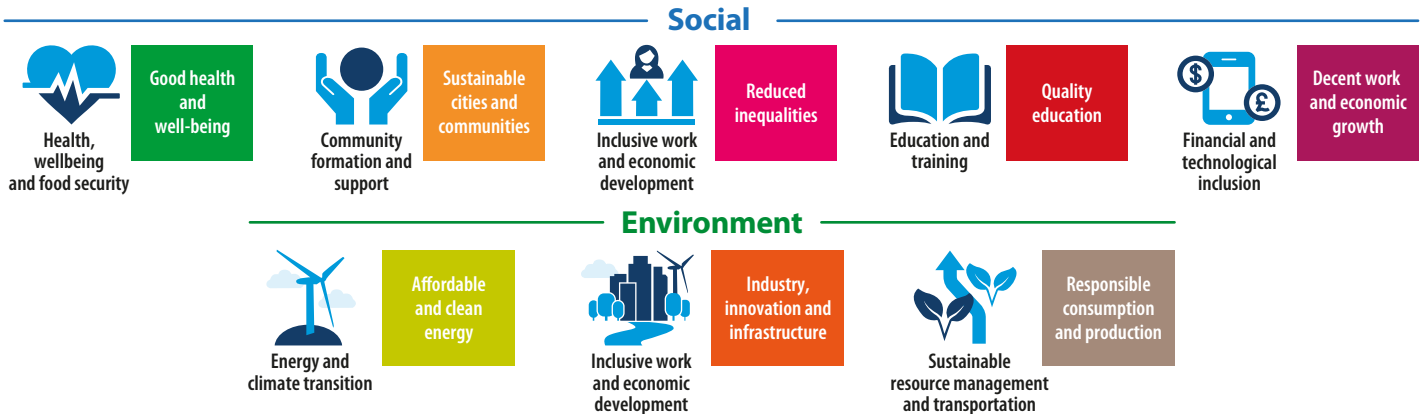 Social
Health,
wellbeing
and food security
Good health
and
well-being
Community
formation and
support
Sustainable
cities and
communities
Inclusive work
and economic
development
Reduced
inequalities
Education and
training
Quality
education
$
£
Financial and
technological
inclusion
Decent work
and economic
growth
Environment
Energy and
climate transition
Affordable
and clean
energy
Inclusive work
and economic
development
Industry,
innovation and
infrastructure
Sustainable
resource management
and transportation
Responsible
consumption
and production